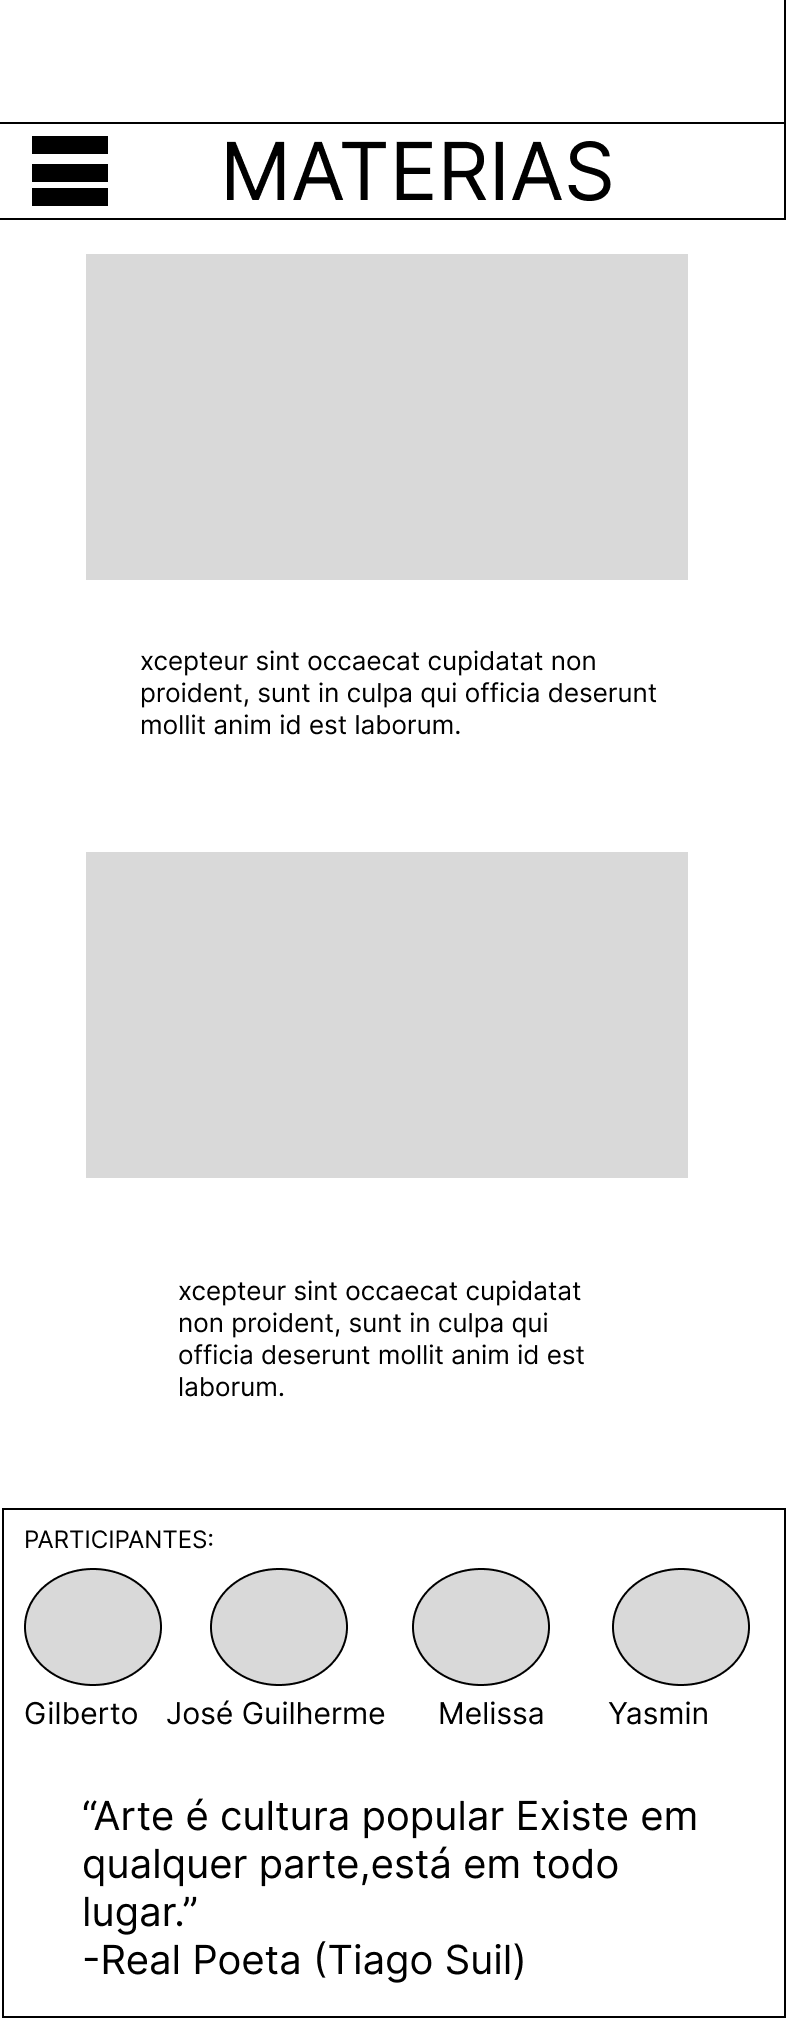 MATERIAS
xcepteur sint occaecat cupidatat non
proident, sunt in culpa qui officia deserunt
mollit anim id est laborum.
xcepteur sint occaecat cupidatat
non proident, sunt in culpa qui
officia deserunt mollit anim id est
laborum.
PARTICIPANTES:
Gilberto José Guilherme Melissa Yasmin
“Arte é cultura popular Existe em
qualquer parte,está em todo
lugar.”
-Real Poeta (Tiago Suil)